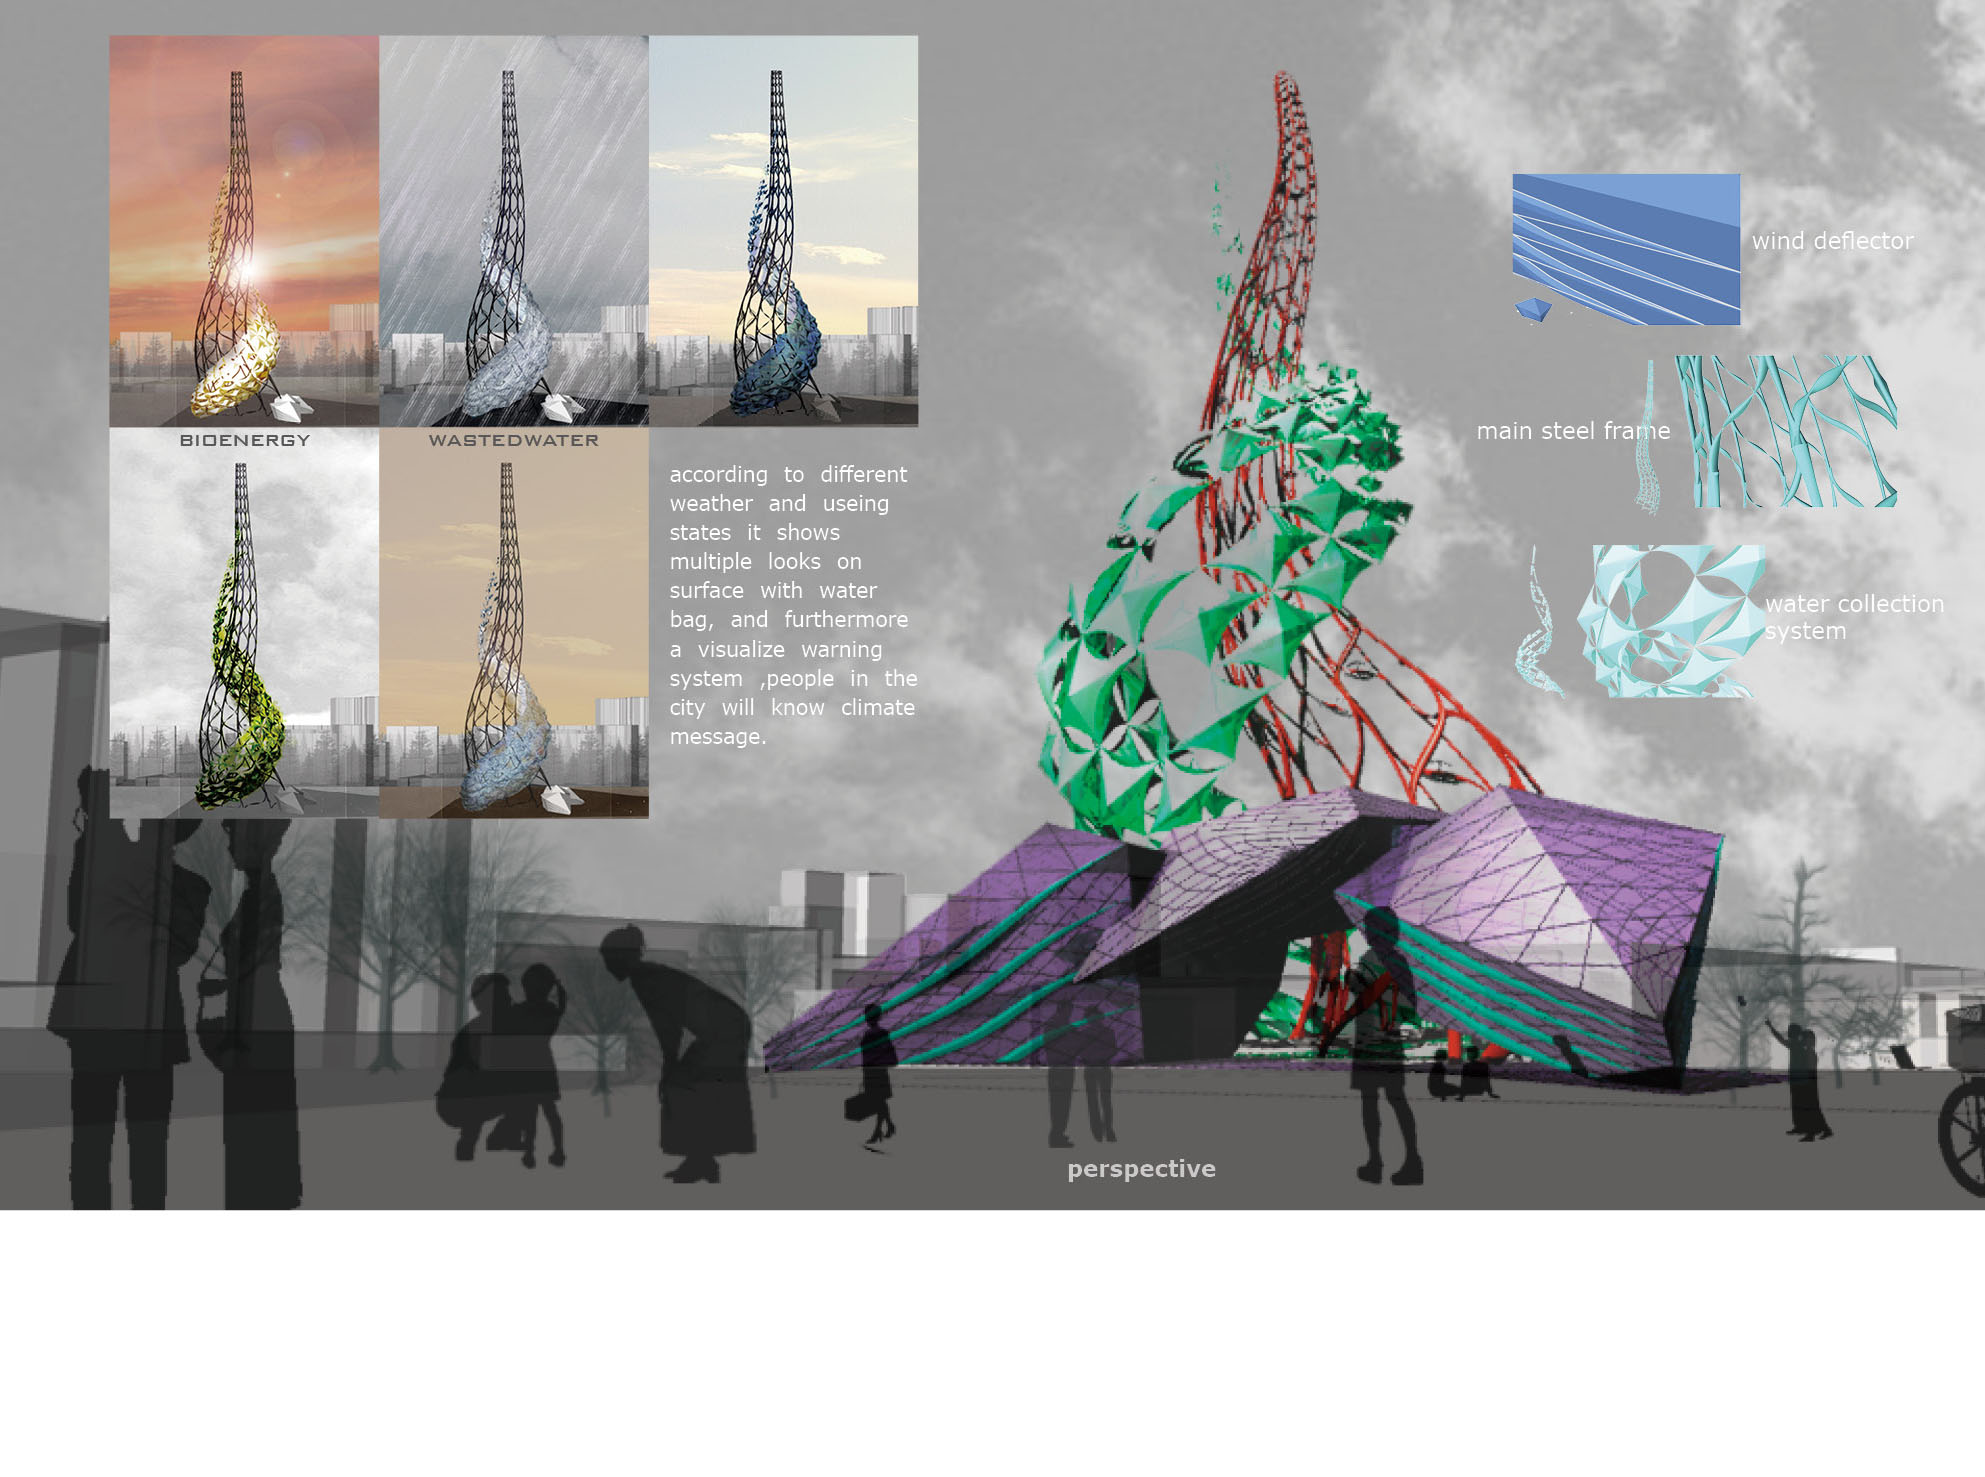 BIOENERGY
WASTEDWATER
according to different
weather and useing
states it shows
multiple looks on
surface with water
bag, and furthermore
a visualize warning
system ,people in the
city will know climate
message.
wind deflector
main steel frame
water collection
system
perspective